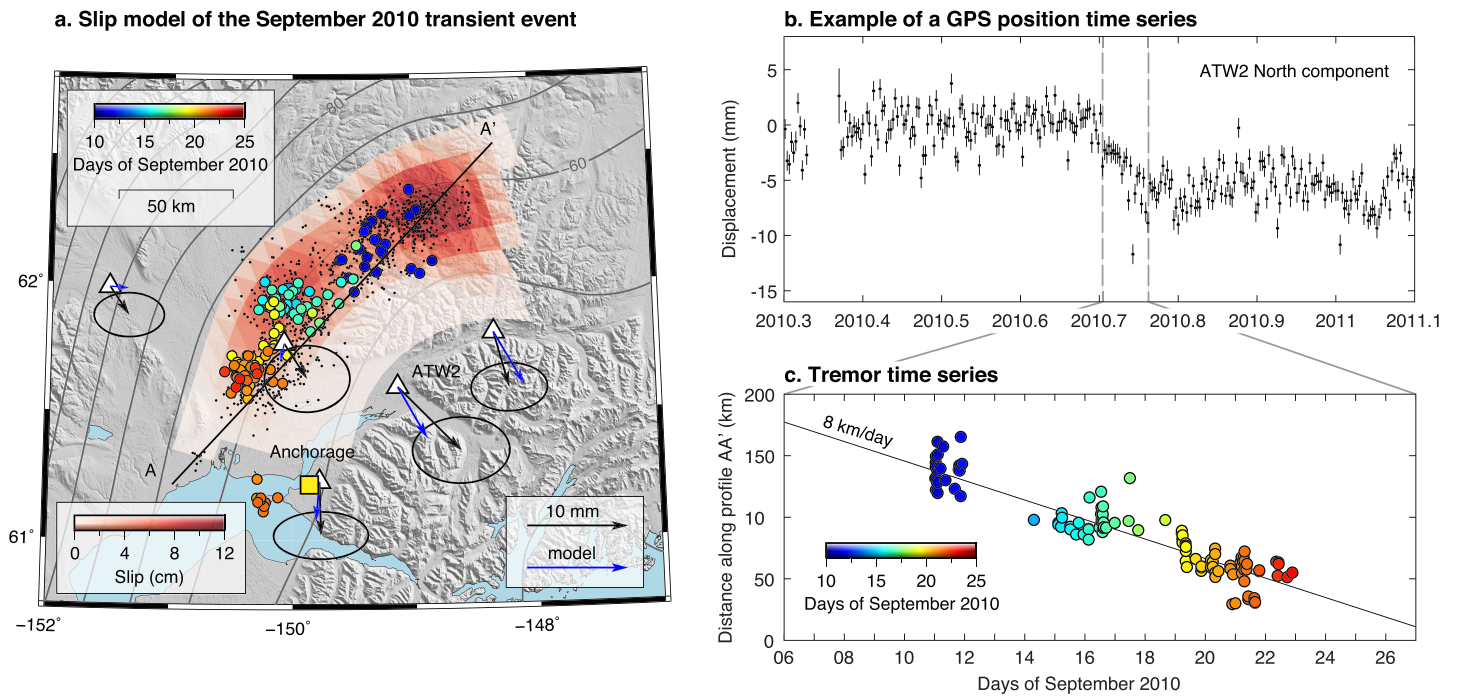 a. Slip model of the September 2010 transient event
80
60
A'
10 15 20 25
Days of September 2010
50 km
62°
ATW2
Anchorage
A
61°
0 4 8 12
Slip (cm)
10 mm
model
−152° −150° −148°
b. Example of a GPS position time series
ATW2 North component
Displacement (mm)
5
0
-5
-10
-15
2010.3 2010.4 2010.5 2010.6 2010.7 2010.8 2010.9 2011 2011.1
c. Tremor time series
Distance along profile AA' (km)
200
150
100
50
0
8 km/day
10 15 20 25
Days of September 2010
06 08 10 12 14 16 18 20 22 24 26
Days of September 2010